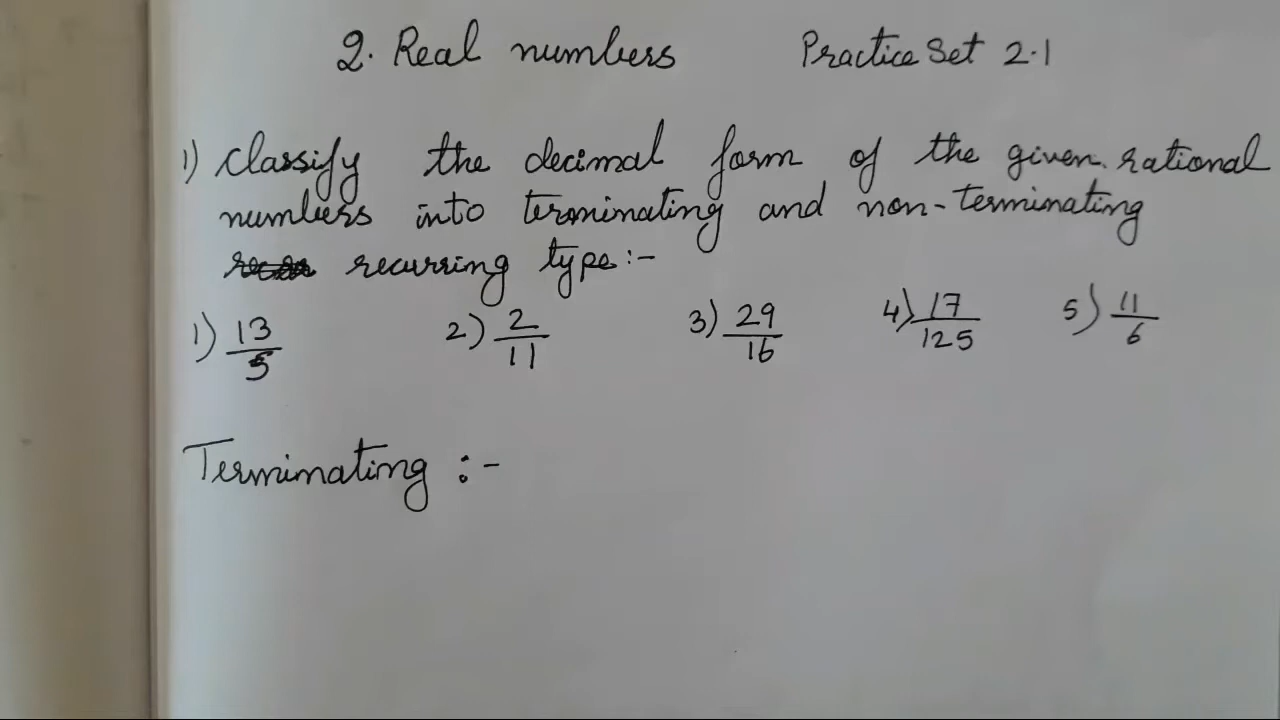 2. Real numbers Practice Set 2.1
1) Classify the decimal form of the given rational
numbers into terminating and non-terminating
recurring type:-
1) 13/5 2) 2/11 3) 29/16 4) 17/125 5) 11/6
Terminating :-